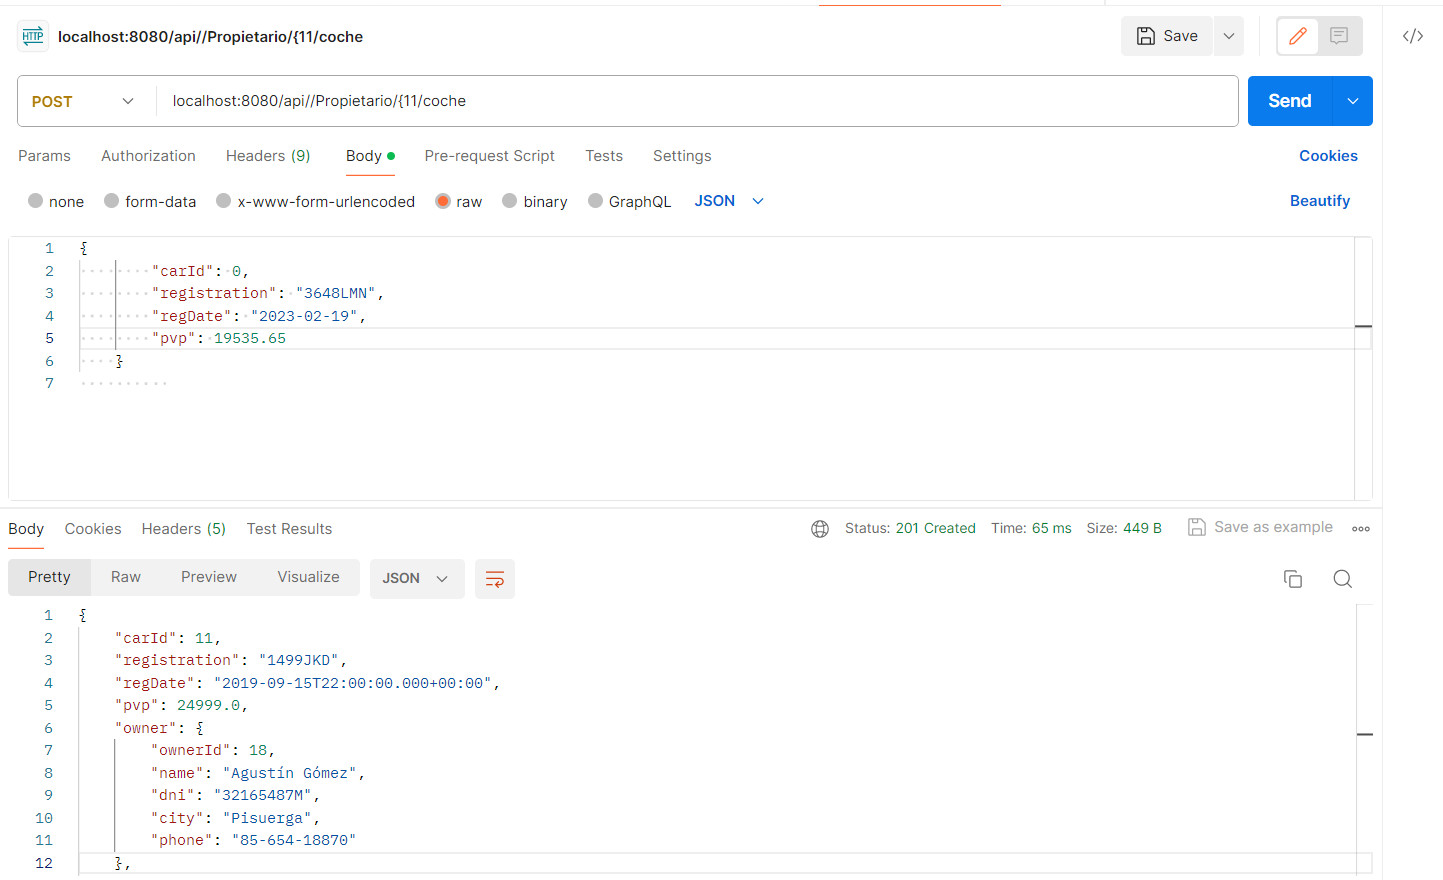 HTTP localhost:8080/api//Propietario/{11/coche Save </>
POST localhost:8080/api//Propietario/{11/coche Send
Params Authorization Headers (9) Body Pre-request Script Tests Settings Cookies
none form-data x-www-form-urlencoded raw binary GraphQL JSON Beautify
1 {
2 "carId": 0,
3 "registration": "3648LMN",
4 "regDate": "2023-02-19",
5 "pvp": 19535.65
6 }
7
Body Cookies Headers (5) Test Results Status: 201 Created Time: 65 ms Size: 449 B Save as example
Pretty Raw Preview Visualize JSON
1 {
2 "carId": 11,
3 "registration": "1499JKD",
4 "regDate": "2019-09-15T22:00:00.000+00:00",
5 "pvp": 24999.0,
6 "owner": {
7 "ownerId": 18,
8 "name": "Agustín Gómez",
9 "dni": "32165487M",
10 "city": "Pisuerga",
11 "phone": "85-654-18870"
12 },